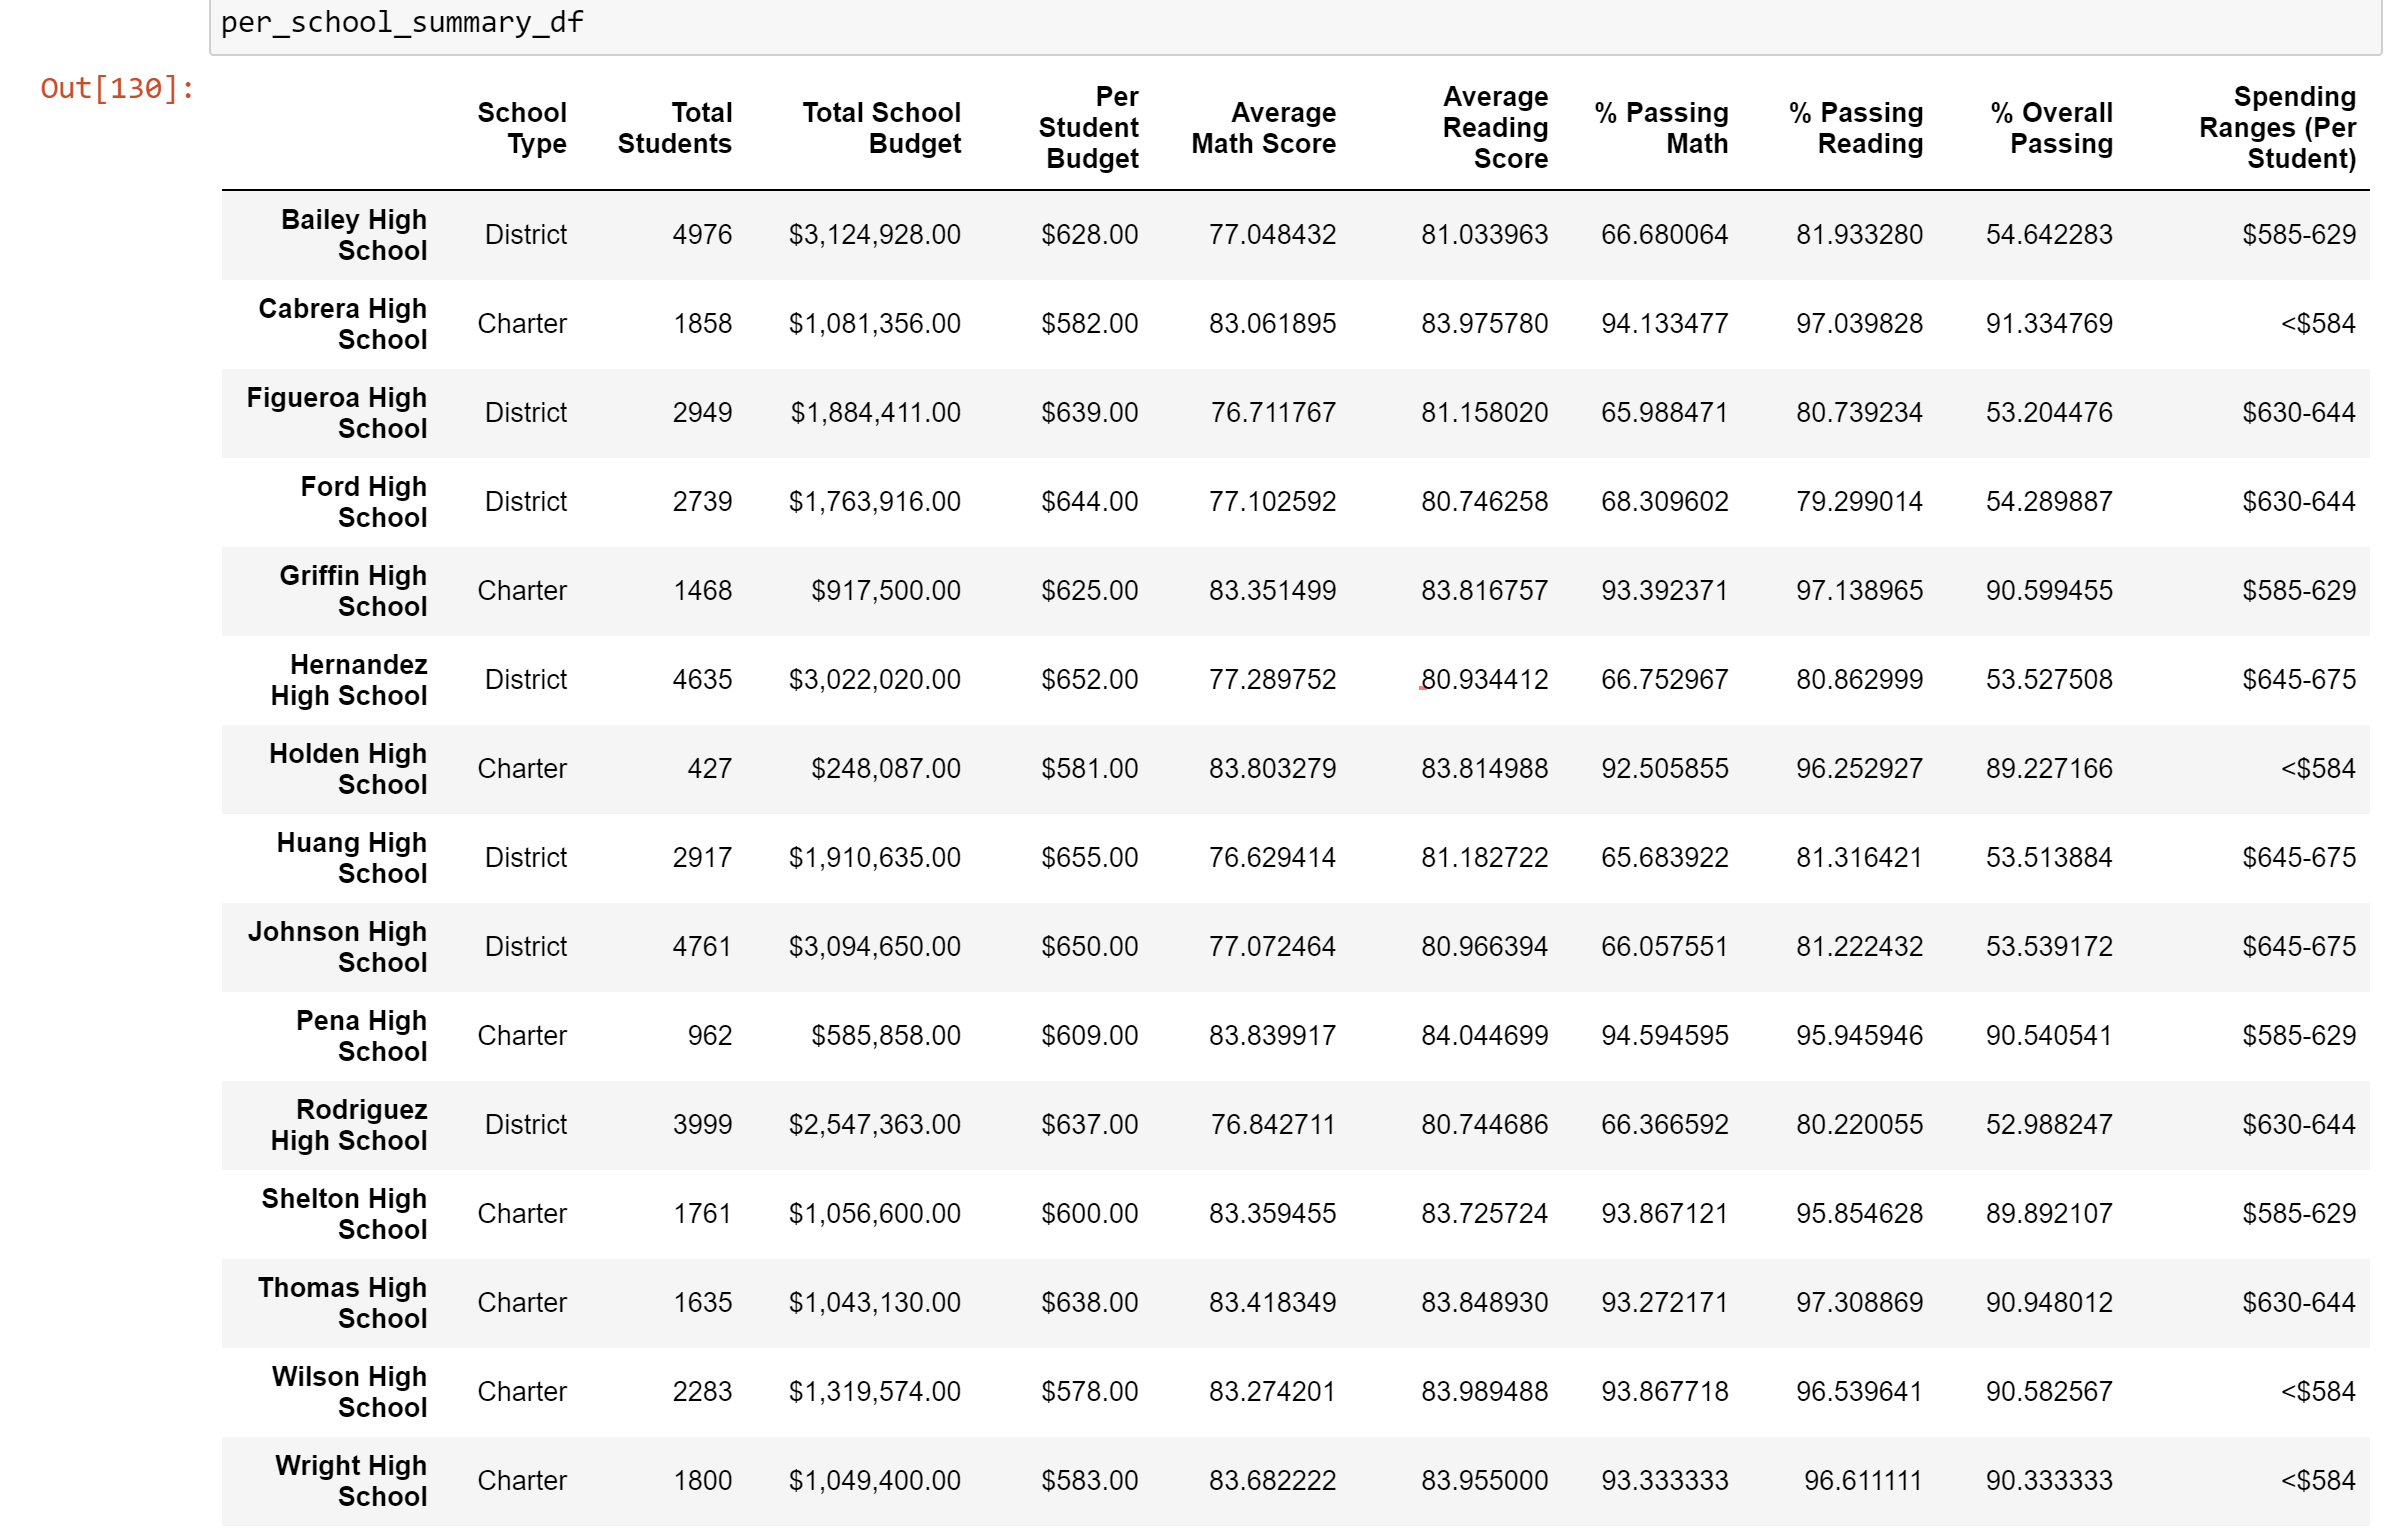 per_school_summary_df
Out[130]:
School Type Total Students Total School Budget Per Student Budget Average Math Score Average Reading Score % Passing Math % Passing Reading % Overall Passing Spending Ranges (Per Student)
Bailey High School District 4976 $3,124,928.00 $628.00 77.048432 81.033963 66.680064 81.933280 54.642283 $585-629
Cabrera High School Charter 1858 $1,081,356.00 $582.00 83.061895 83.975780 94.133477 97.039828 91.334769 <$584
Figueroa High School District 2949 $1,884,411.00 $639.00 76.711767 81.158020 65.988471 80.739234 53.204476 $630-644
Ford High School District 2739 $1,763,916.00 $644.00 77.102592 80.746258 68.309602 79.299014 54.289887 $630-644
Griffin High School Charter 1468 $917,500.00 $625.00 83.351499 83.816757 93.392371 97.138965 90.599455 $585-629
Hernandez High School District 4635 $3,022,020.00 $652.00 77.289752 80.934412 66.752967 80.862999 53.527508 $645-675
Holden High School Charter 427 $248,087.00 $581.00 83.803279 83.814988 92.505855 96.252927 89.227166 <$584
Huang High School District 2917 $1,910,635.00 $655.00 76.629414 81.182722 65.683922 81.316421 53.513884 $645-675
Johnson High School District 4761 $3,094,650.00 $650.00 77.072464 80.966394 66.057551 81.222432 53.539172 $645-675
Pena High School Charter 962 $585,858.00 $609.00 83.839917 84.044699 94.594595 95.945946 90.540541 $585-629
Rodriguez High School District 3999 $2,547,363.00 $637.00 76.842711 80.744686 66.366592 80.220055 52.988247 $630-644
Shelton High School Charter 1761 $1,056,600.00 $600.00 83.359455 83.725724 93.867121 95.854628 89.892107 $585-629
Thomas High School Charter 1635 $1,043,130.00 $638.00 83.418349 83.848930 93.272171 97.308869 90.948012 $630-644
Wilson High School Charter 2283 $1,319,574.00 $578.00 83.274201 83.989488 93.867718 96.539641 90.582567 <$584
Wright High School Charter 1800 $1,049,400.00 $583.00 83.682222 83.955000 93.333333 96.611111 90.333333 <$584